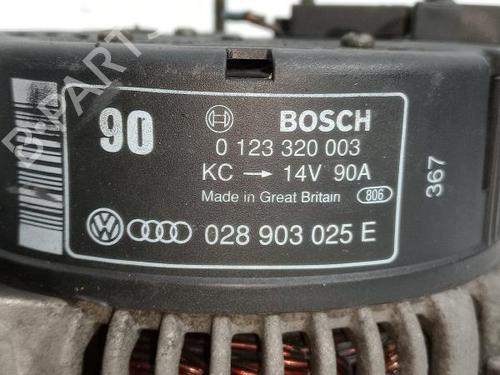 90
BOSCH
0 123 320 003
KC → 14V 90A
Made in Great Britain 806
028 903 025 E
367
B-PARTS